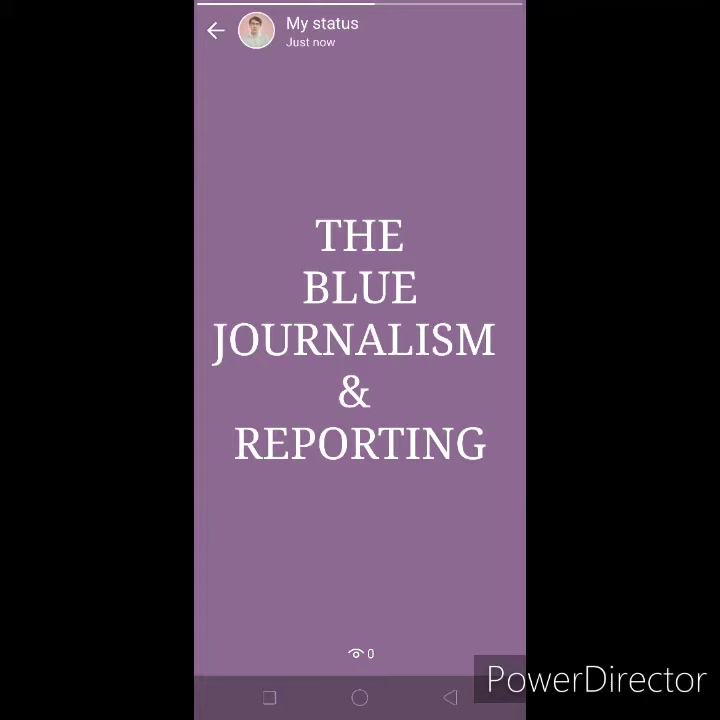 My status
Just now
THE
BLUE
JOURNALISM
&
REPORTING
0
PowerDirector